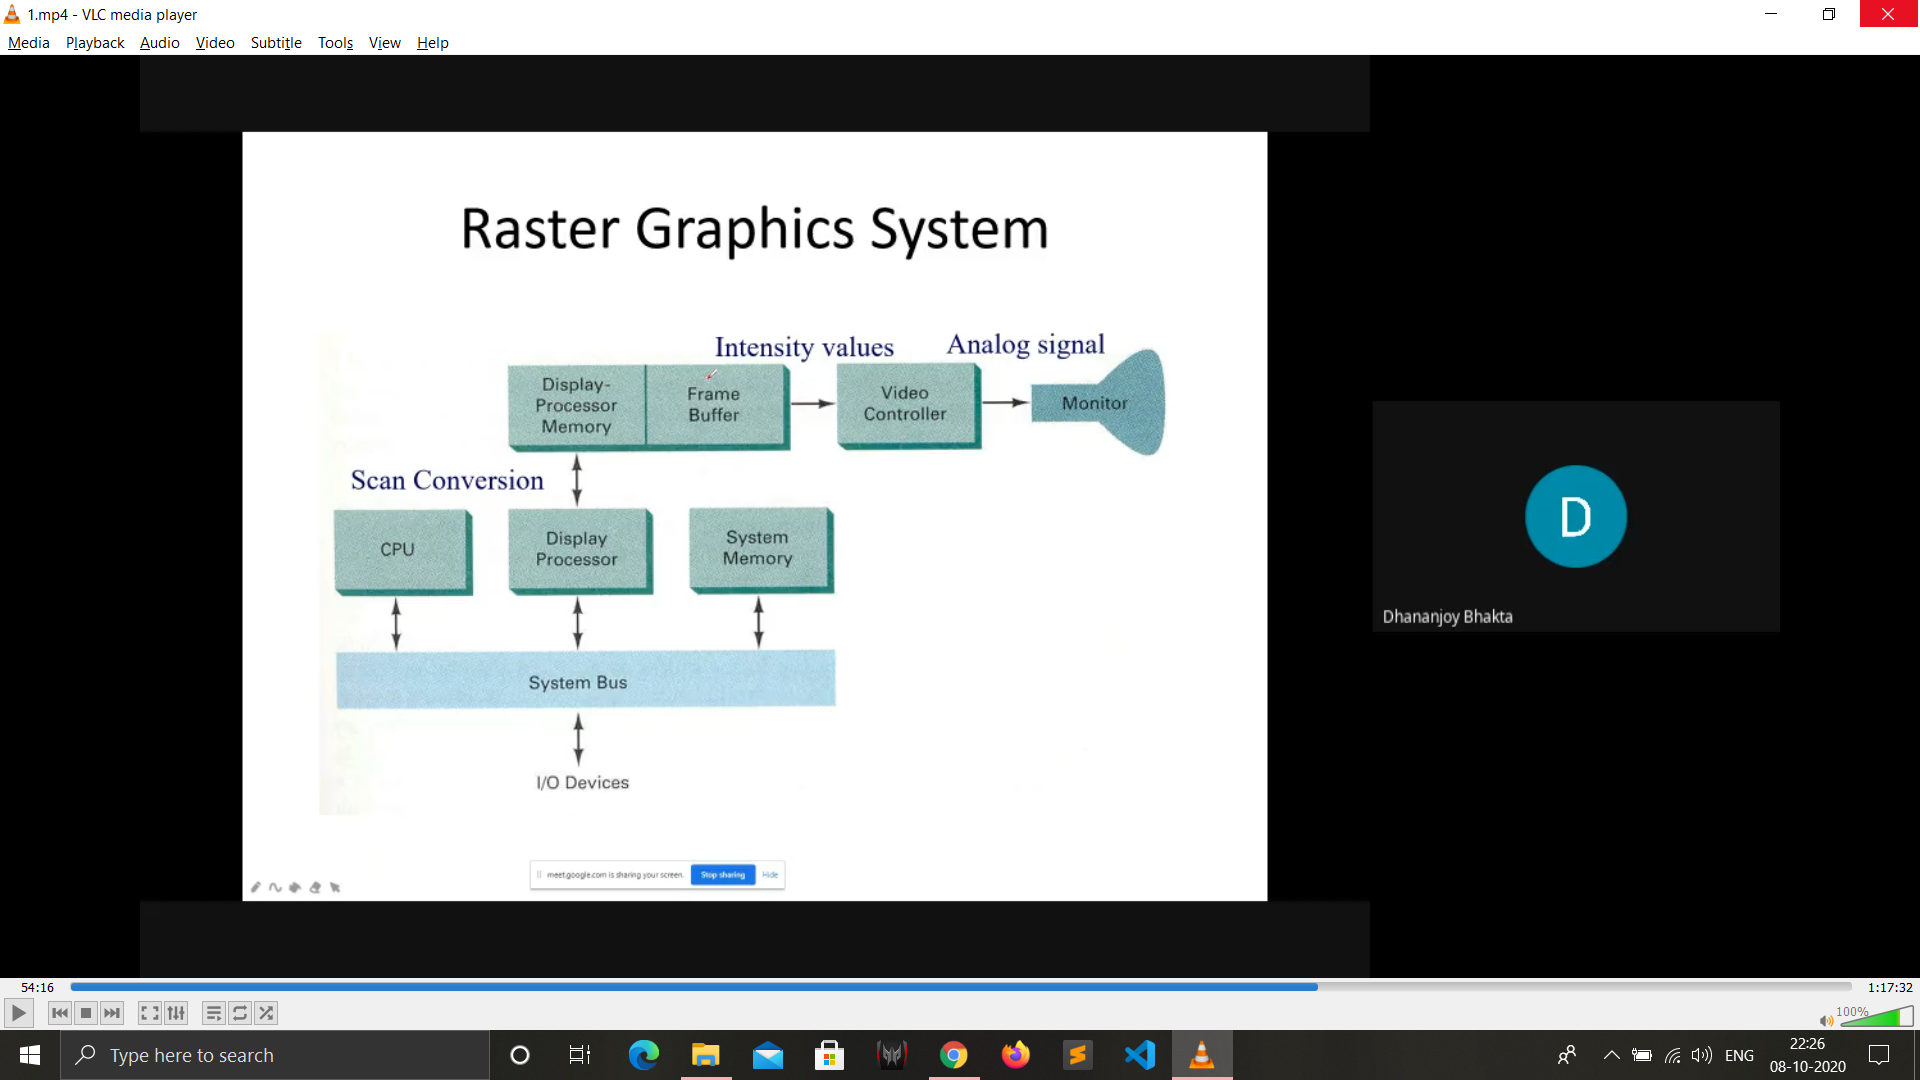 1.mp4 - VLC media player
Media Playback Audio Video Subtitle Tools View Help
Raster Graphics System
Intensity values
Analog signal
Display-
Processor
Memory
Frame
Buffer
Video
Controller
Monitor
Scan Conversion
CPU
Display
Processor
System
Memory
System Bus
I/O Devices
meet.google.com is sharing your screen.
Stop sharing
Hide
D
Dhananjoy Bhakta
54:16
1:17:32
100%
Type here to search
ENG
22:26
08-10-2020